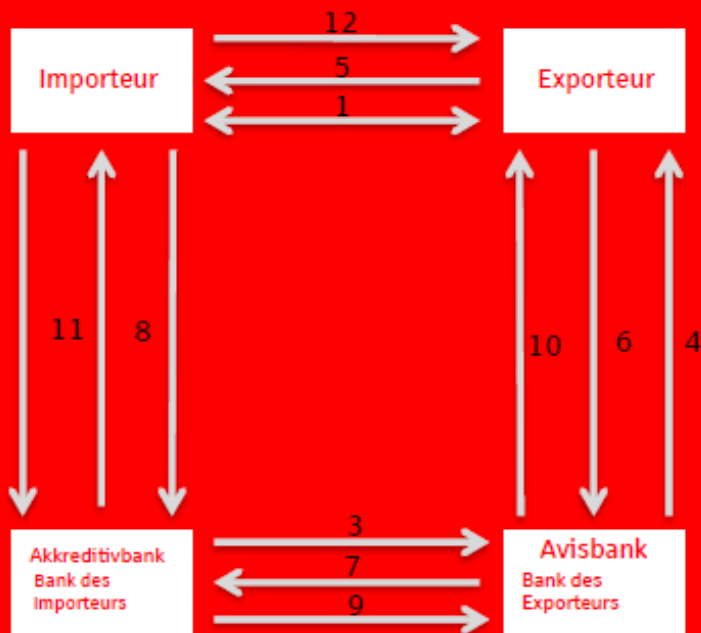 12
Importeur
5
Exporteur
1
11
8
10
6
4
3
Akkreditivbank
Bank des
Importeurs
7
Avisbank
Bank des
Exporteurs
9